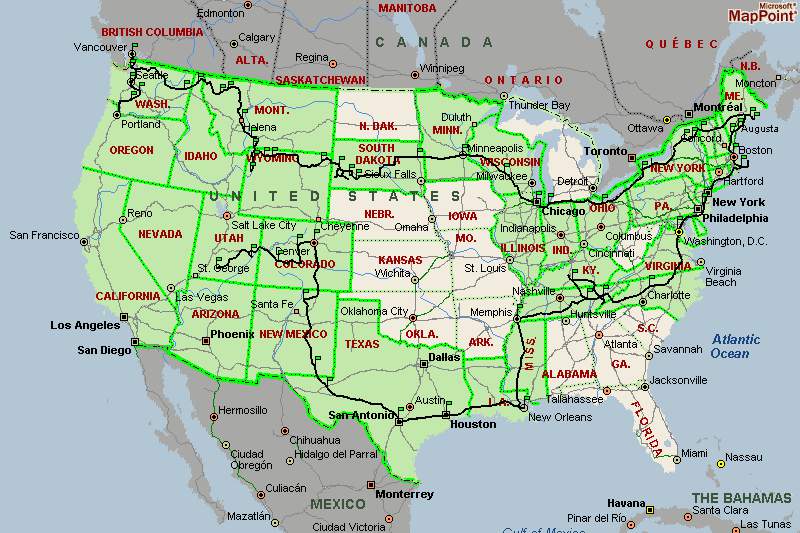 Microsoft®
MapPoint®
Edmonton
MANITOBA
BRITISH COLUMBIA
Vancouver
Calgary
CANADA
QUÉBEC
ALTA.
Regina
Winnipeg
N.B.
Moncton
SASKATCHEWAN
ONTARIO
Seattle
WASH.
Thunder Bay
ME.
Montréal
Ottawa
Augusta
MONT.
Helena
N. DAK.
Duluth
MINN.
Portland
Toronto
Concord
Boston
OREGON
IDAHO
WYOMING
SOUTH
DAKOTA
Minneapolis
WISCONSIN
Sioux Falls
Milwaukee
Detroit
NEW YORK
Hartford
UNITED STATES
Chicago
New York
Philadelphia
NEBR.
IOWA
Omaha
OHIO
PA.
Reno
NEVADA
Salt Lake City
Cheyenne
Indianapolis
Columbus
San Francisco
UTAH
Denver
MO.
ILLINOIS
IND.
Cincinnati
Washington, D.C.
St. George
COLORADO
KANSAS
Wichita
St. Louis
KY.
VIRGINIA
Virginia
Beach
CALIFORNIA
Las Vegas
Santa Fe
Oklahoma City
Nashville
Charlotte
Los Angeles
ARIZONA
Phoenix
NEW MEXICO
OKLA.
Memphis
Huntsville
ARK.
S.C.
San Diego
TEXAS
Dallas
MISS.
ALABAMA
Atlanta
GA.
Savannah
Atlantic
Ocean
Jacksonville
Tallahassee
Hermosillo
Austin
LA.
San Antonio
Houston
New Orleans
FLORIDA
Chihuahua
Ciudad
Obregón
Hidalgo del Parral
Miami
Nassau
Culiacán
Monterrey
MEXICO
Mazatlán
Ciudad Victoria
Gulf of Mexico
Havana
Pinar del Río
THE BAHAMAS
Santa Clara
Las Tunas